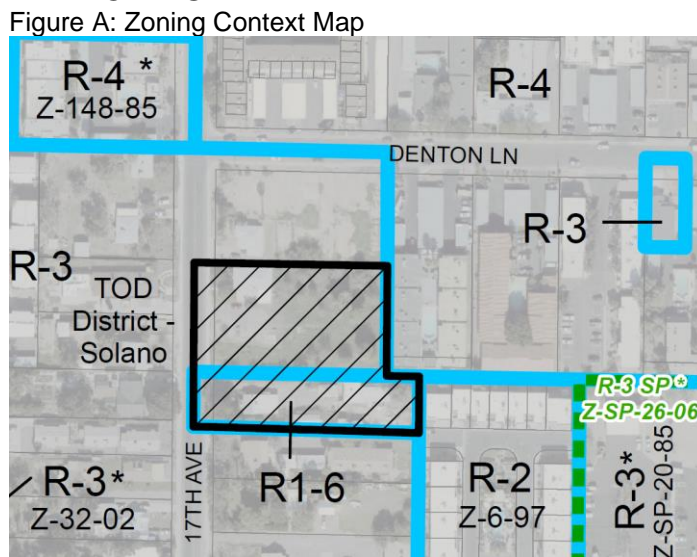 Figure A: Zoning Context Map
R-4 *
Z-148-85
R-4
DENTON LN
R-3
R-3
TOD
District -
Solano
R-3 SP *
Z-SP-26-06
17TH AVE
R-3*
Z-32-02
R1-6
R-2
Z-6-97
R-3*
Z-SP-20-85